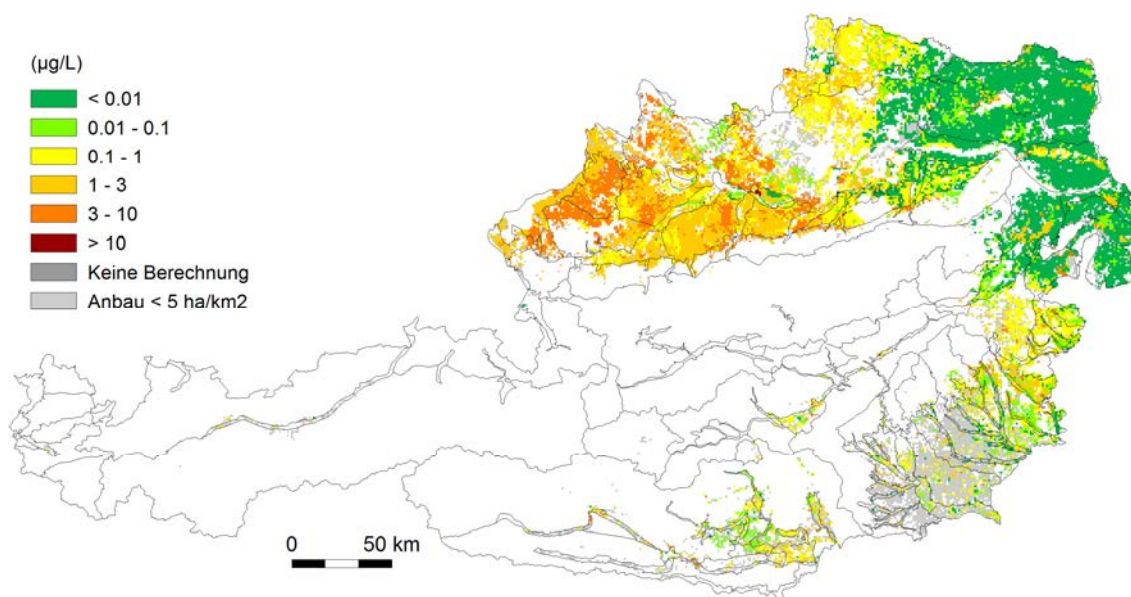 (µg/L)
< 0.01
0.01 - 0.1
0.1 - 1
1 - 3
3 - 10
> 10
Keine Berechnung
Anbau < 5 ha/km2
0 50 km